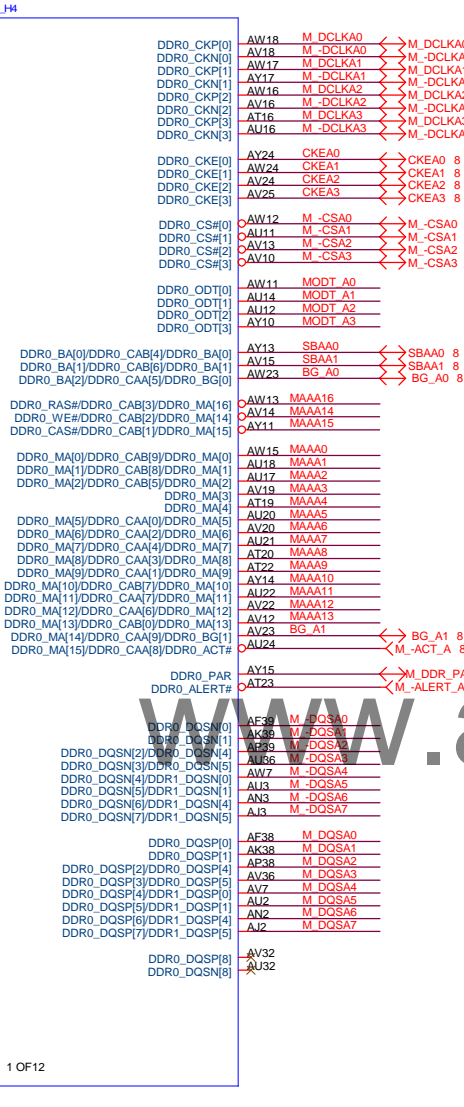 _H4
DDR0_CKP[0] AW18 M_DCLKA0 M_DCLKA0
DDR0_CKN[0] AV18 M_-DCLKA0 M_-DCLKA
DDR0_CKP[1] AW17 M_DCLKA1 M_DCLKA1
DDR0_CKN[1] AY17 M_-DCLKA1 M_-DCLKA
DDR0_CKP[2] AW16 M_DCLKA2 M_DCLKA2
DDR0_CKN[2] AV16 M_-DCLKA2 M_-DCLKA
DDR0_CKP[3] AT16 M_DCLKA3 M_DCLKA3
DDR0_CKN[3] AU16 M_-DCLKA3 M_-DCLKA
DDR0_CKE[0] AY24 CKEA0 CKEA0 8
DDR0_CKE[1] AW24 CKEA1 CKEA1 8
DDR0_CKE[2] AV24 CKEA2 CKEA2 8
DDR0_CKE[3] AV25 CKEA3 CKEA3 8
DDR0_CS#[0] AW12 M_-CSA0 M_-CSA0
DDR0_CS#[1] AU11 M_-CSA1 M_-CSA1
DDR0_CS#[2] AV13 M_-CSA2 M_-CSA2
DDR0_CS#[3] AV10 M_-CSA3 M_-CSA3
DDR0_ODT[0] AW11 MODT_A0
DDR0_ODT[1] AU14 MODT_A1
DDR0_ODT[2] AU12 MODT_A2
DDR0_ODT[3] AY10 MODT_A3
DDR0_BA[0]/DDR0_CAB[4]/DDR0_BA[0] AY13 SBAA0 SBAA0 8
DDR0_BA[1]/DDR0_CAB[6]/DDR0_BA[1] AV15 SBAA1 SBAA1 8
DDR0_BA[2]/DDR0_CAA[5]/DDR0_BG[0] AW23 BG_A0 BG_A0 8
DDR0_RAS#/DDR0_CAB[3]/DDR0_MA[16] AW13 MAAA16
DDR0_WE#/DDR0_CAB[2]/DDR0_MA[14] AV14 MAAA14
DDR0_CAS#/DDR0_CAB[1]/DDR0_MA[15] AY11 MAAA15
DDR0_MA[0]/DDR0_CAB[9]/DDR0_MA[0] AW15 MAAA0
DDR0_MA[1]/DDR0_CAB[8]/DDR0_MA[1] AU18 MAAA1
DDR0_MA[2]/DDR0_CAB[5]/DDR0_MA[2] AU17 MAAA2
DDR0_MA[3] AV19 MAAA3
DDR0_MA[4] AT19 MAAA4
DDR0_MA[5]/DDR0_CAA[0]/DDR0_MA[5] AU20 MAAA5
DDR0_MA[6]/DDR0_CAA[2]/DDR0_MA[6] AV20 MAAA6
DDR0_MA[7]/DDR0_CAA[4]/DDR0_MA[7] AU21 MAAA7
DDR0_MA[8]/DDR0_CAA[3]/DDR0_MA[8] AT20 MAAA8
DDR0_MA[9]/DDR0_CAA[1]/DDR0_MA[9] AT22 MAAA9
DDR0_MA[10]/DDR0_CAB[7]/DDR0_MA[10] AY14 MAAA10
DDR0_MA[11]/DDR0_CAA[7]/DDR0_MA[11] AU22 MAAA11
DDR0_MA[12]/DDR0_CAA[6]/DDR0_MA[12] AV22 MAAA12
DDR0_MA[13]/DDR0_CAB[0]/DDR0_MA[13] AV12 MAAA13
DDR0_MA[14]/DDR0_CAA[9]/DDR0_BG[1] AV23 BG_A1 BG_A1 8
DDR0_MA[15]/DDR0_CAA[8]/DDR0_ACT# AU24 M_-ACT_A 8
DDR0_PAR AY15 M_DDR_PA
DDR0_ALERT# AT23 M_-ALERT_A
www.a
DDR0_DQSN[0] AF39 M_-DQSA0
DDR0_DQSN[1] AK39 M_-DQSA1
DDR0_DQSN[2]/DDR0_DQSN[4] AP39 M_-DQSA2
DDR0_DQSN[3]/DDR0_DQSN[5] AU36 M_-DQSA3
DDR0_DQSN[4]/DDR1_DQSN[0] AW7 M_-DQSA4
DDR0_DQSN[5]/DDR1_DQSN[1] AU3 M_-DQSA5
DDR0_DQSN[6]/DDR1_DQSN[4] AN3 M_-DQSA6
DDR0_DQSN[7]/DDR1_DQSN[5] AJ3 M_-DQSA7
DDR0_DQSP[0] AF38 M_DQSA0
DDR0_DQSP[1] AK38 M_DQSA1
DDR0_DQSP[2]/DDR0_DQSP[4] AP38 M_DQSA2
DDR0_DQSP[3]/DDR0_DQSP[5] AV36 M_DQSA3
DDR0_DQSP[4]/DDR1_DQSP[0] AV7 M_DQSA4
DDR0_DQSP[5]/DDR1_DQSP[1] AU2 M_DQSA5
DDR0_DQSP[6]/DDR1_DQSP[4] AN2 M_DQSA6
DDR0_DQSP[7]/DDR1_DQSP[5] AJ2 M_DQSA7
DDR0_DQSP[8] AV32
DDR0_DQSN[8] AU32
1 OF12